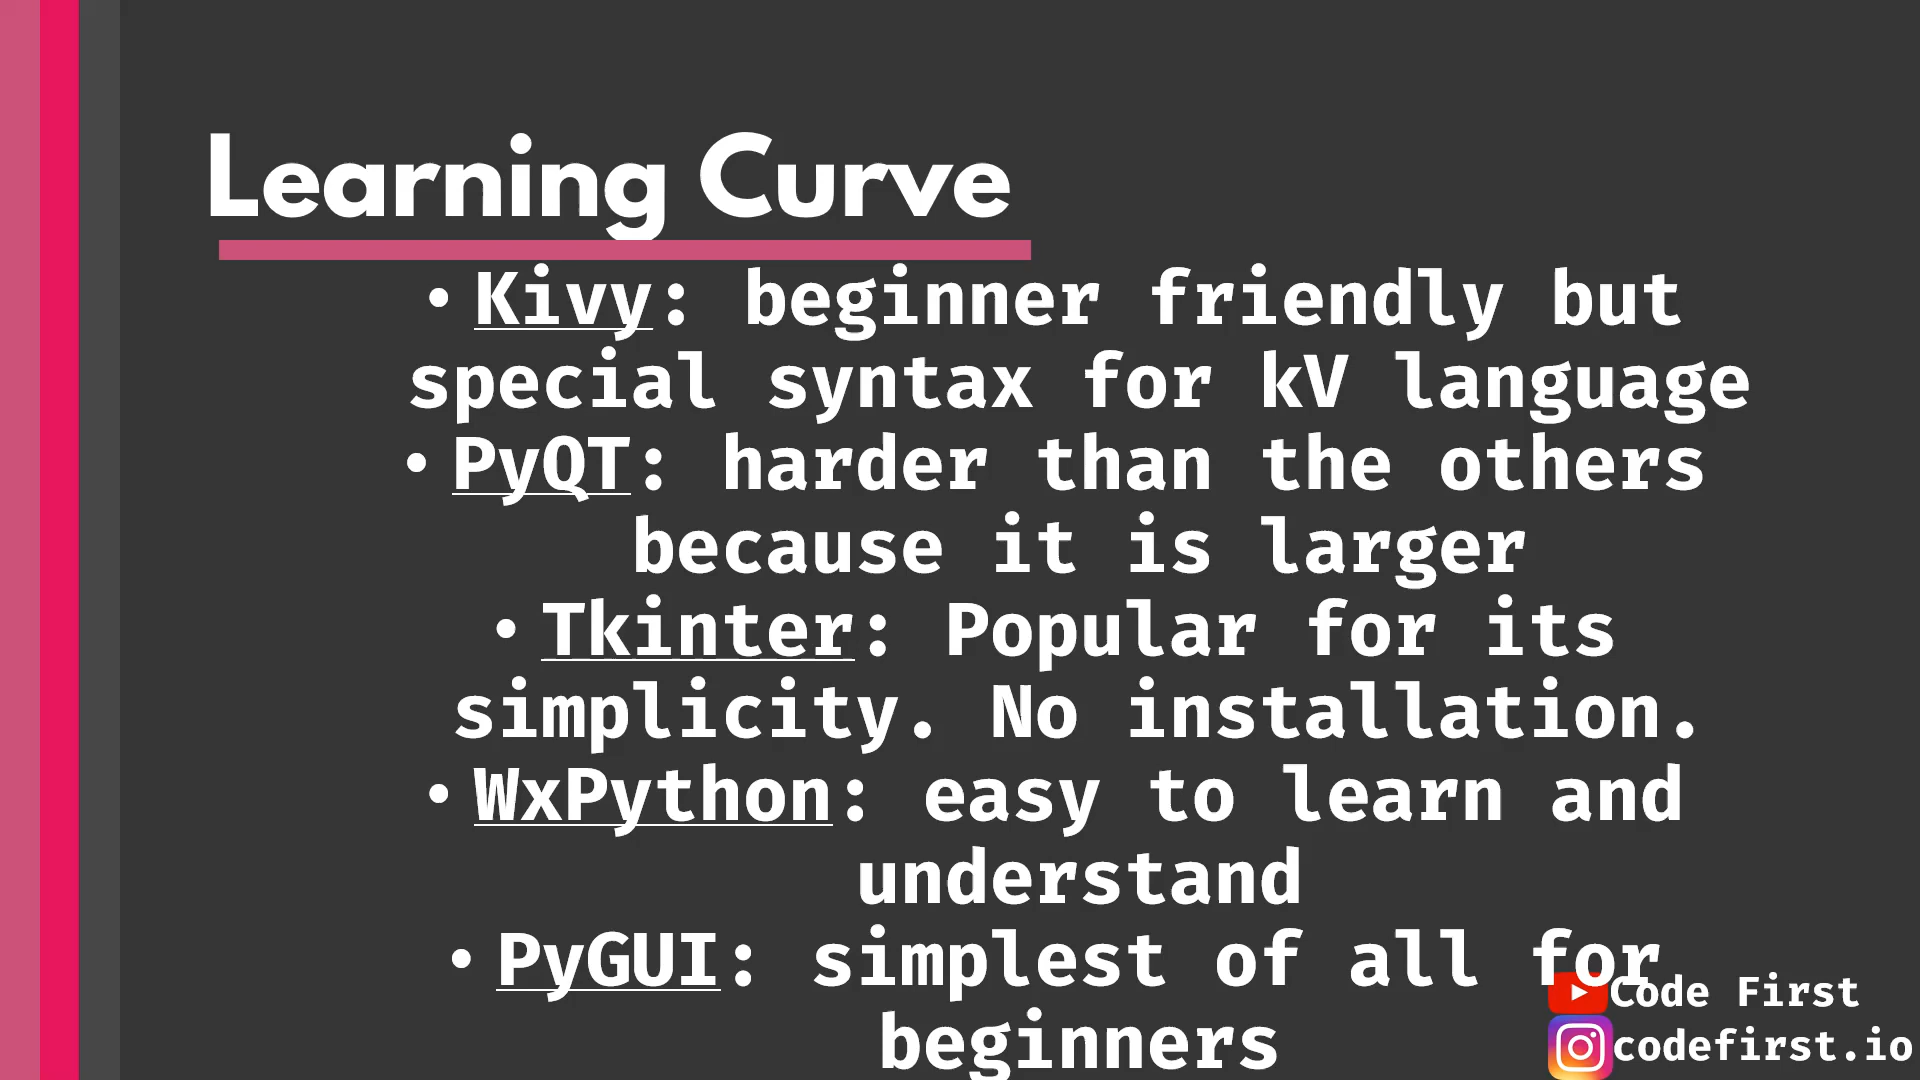 Learning Curve
• Kivy: beginner friendly but
special syntax for kV language
• PyQT: harder than the others
because it is larger
• Tkinter: Popular for its
simplicity. No installation.
• WxPython: easy to learn and
understand
• PyGUI: simplest of all for
beginners
Code First
codefirst.io